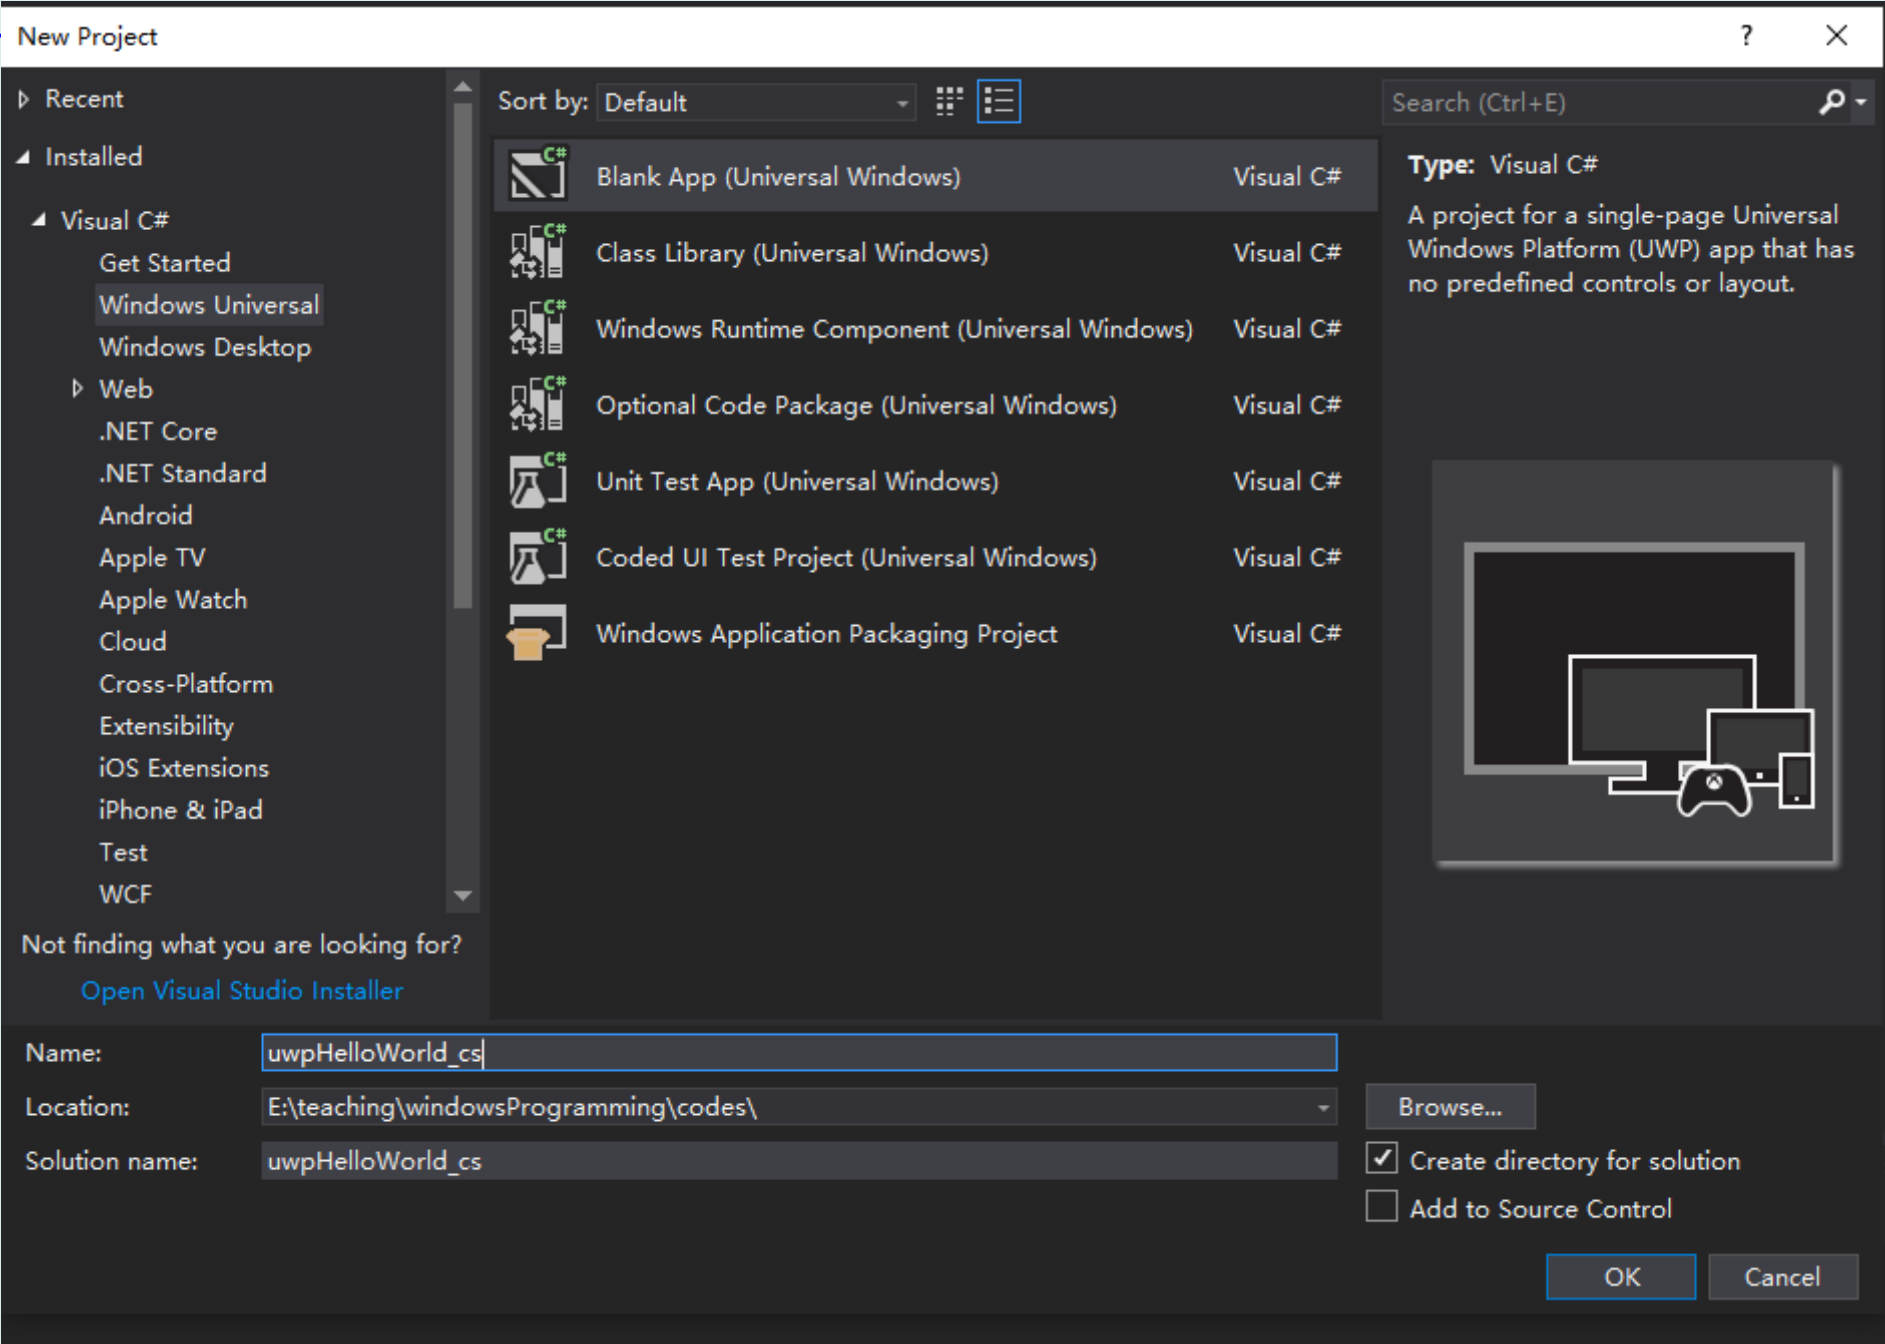 New Project
?
Recent
Installed
Visual C#
Get Started
Windows Universal
Windows Desktop
Web
.NET Core
.NET Standard
Android
Apple TV
Apple Watch
Cloud
Cross-Platform
Extensibility
iOS Extensions
iPhone & iPad
Test
WCF
Not finding what you are looking for?
Open Visual Studio Installer
Sort by: Default
Blank App (Universal Windows) Visual C#
Class Library (Universal Windows) Visual C#
Windows Runtime Component (Universal Windows) Visual C#
Optional Code Package (Universal Windows) Visual C#
Unit Test App (Universal Windows) Visual C#
Coded UI Test Project (Universal Windows) Visual C#
Windows Application Packaging Project Visual C#
Search (Ctrl+E)
Type: Visual C#
A project for a single-page Universal
Windows Platform (UWP) app that has
no predefined controls or layout.
Name: uwpHelloWorld_cs
Location: E:\teaching\windowsProgramming\codes\
Browse...
Solution name: uwpHelloWorld_cs
Create directory for solution
Add to Source Control
OK
Cancel